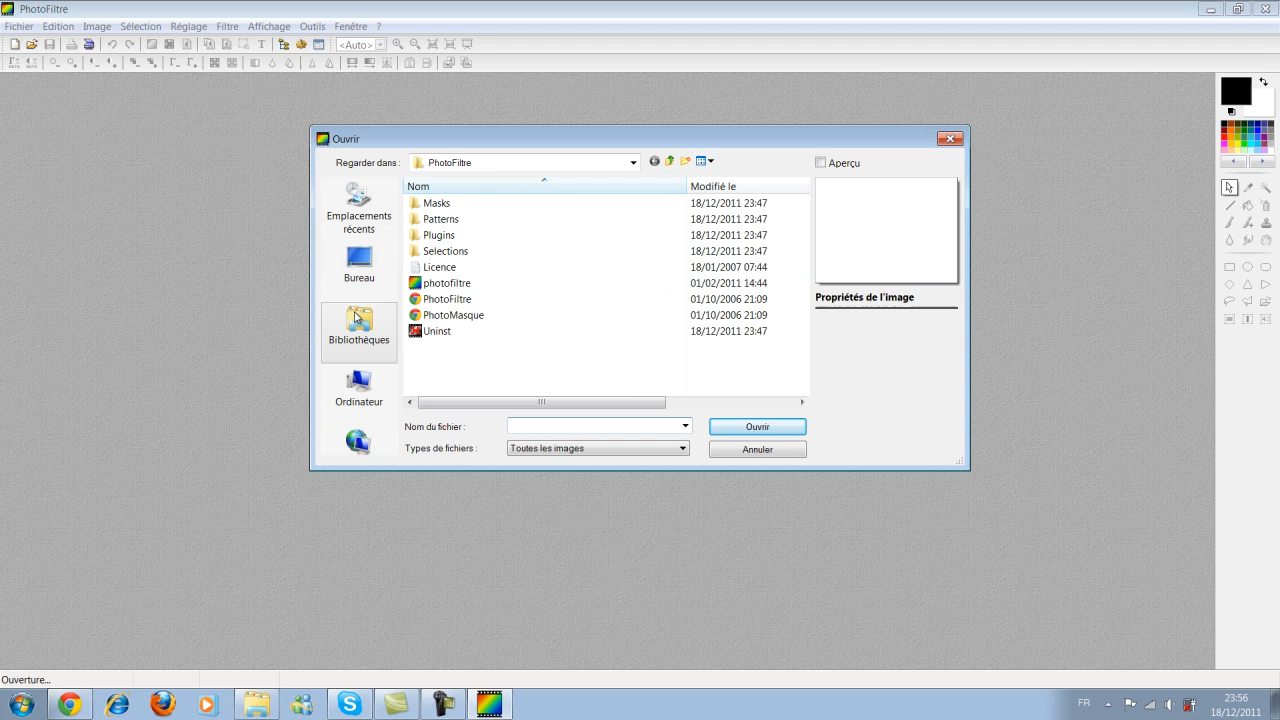 PhotoFiltre
Fichier Edition Image Sélection Réglage Filtre Affichage Outils Fenêtre ?
<Auto>
Ouvrir
Regarder dans : PhotoFiltre
Aperçu
Nom Modifié le
Masks 18/12/2011 23:47
Patterns 18/12/2011 23:47
Plugins 18/12/2011 23:47
Selections 18/12/2011 23:47
Licence 18/01/2007 07:44
photofiltre 01/02/2011 14:44
PhotoFiltre 01/10/2006 21:09
PhotoMasque 01/10/2006 21:09
Uninst 18/12/2011 23:47
Emplacements
récents
Bureau
Bibliothèques
Ordinateur
Propriétés de l'image
Nom du fichier :
Ouvrir
Types de fichiers : Toutes les images
Annuler
Ouverture...
FR
23:56
18/12/2011